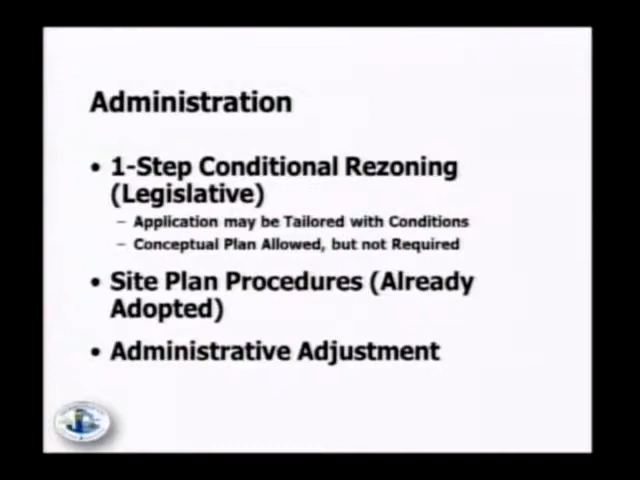 Administration
• 1-Step Conditional Rezoning
(Legislative)
– Application may be Tailored with Conditions
– Conceptual Plan Allowed, but not Required
• Site Plan Procedures (Already
Adopted)
• Administrative Adjustment